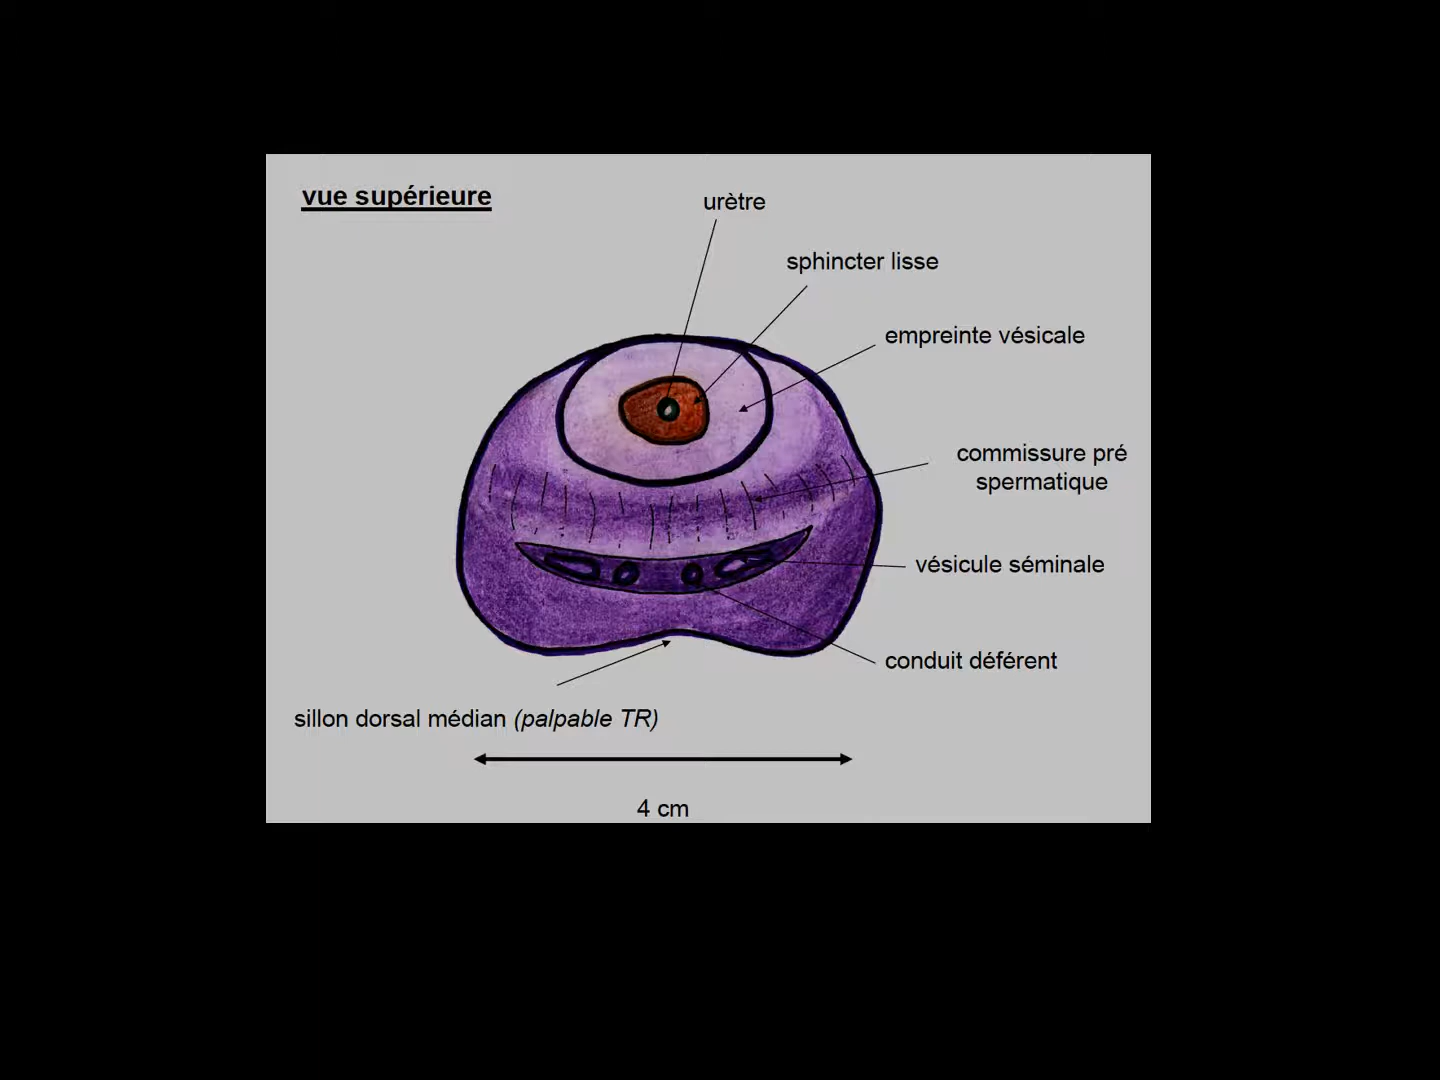 vue supérieure
urètre
sphincter lisse
empreinte vésicale
commissure pré
spermatique
vésicule séminale
conduit déférent
sillon dorsal médian (palpable TR)
4 cm